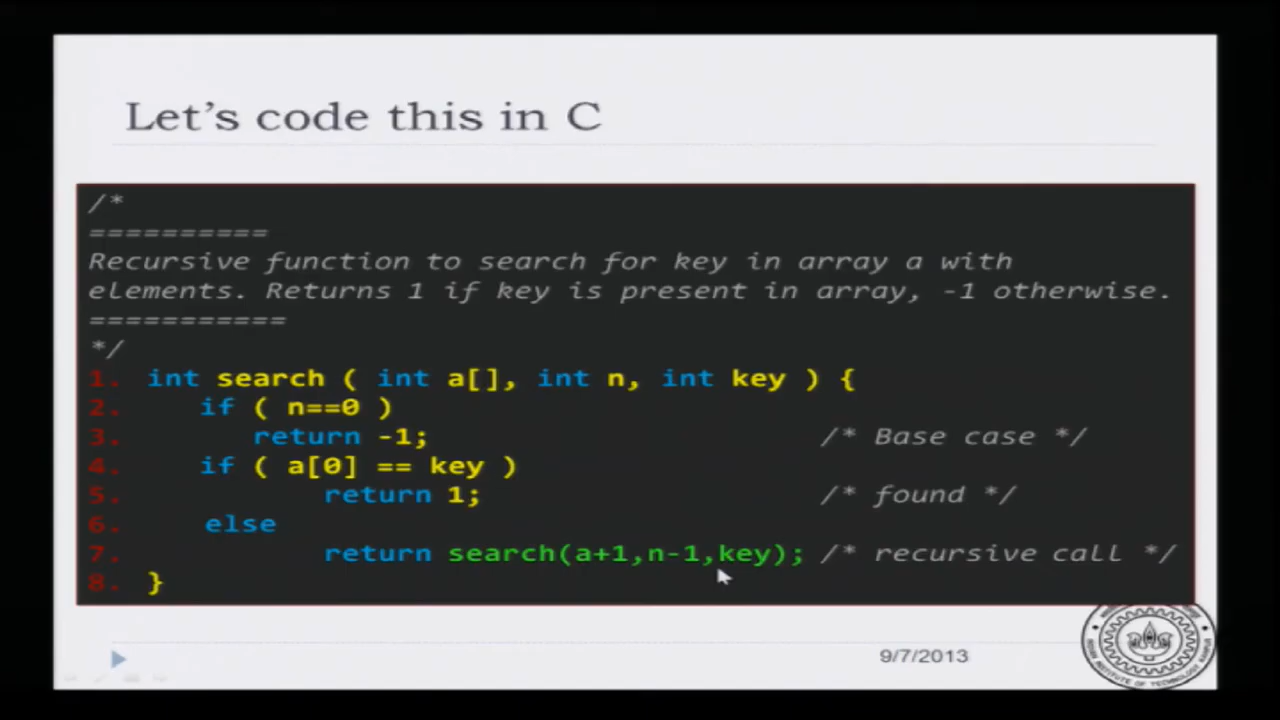 Let's code this in C
/*
==========
Recursive function to search for key in array a with
elements. Returns 1 if key is present in array, -1 otherwise.
===========
*/
1. int search ( int a[], int n, int key ) {
2. if ( n==0 )
3. return -1; /* Base case */
4. if ( a[0] == key )
5. return 1; /* found */
6. else
7. return search(a+1,n-1,key); /* recursive call */
8. }
9/7/2013